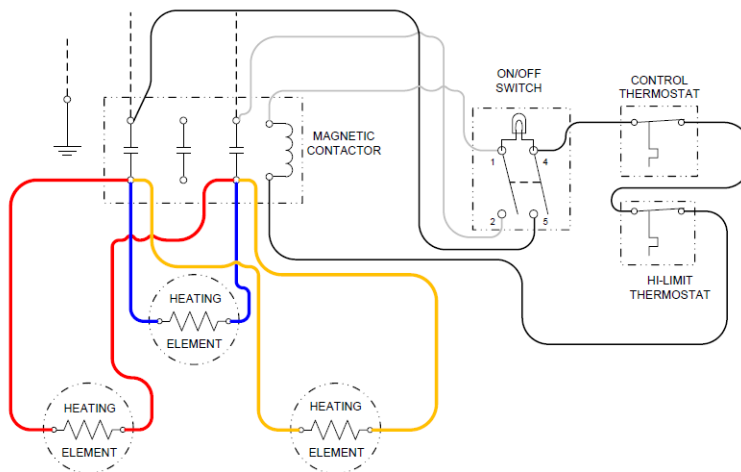 ON/OFF
SWITCH
CONTROL
THERMOSTAT
MAGNETIC
CONTACTOR
1
4
2
5
HI-LIMIT
THERMOSTAT
HEATING
ELEMENT
HEATING
ELEMENT
HEATING
ELEMENT